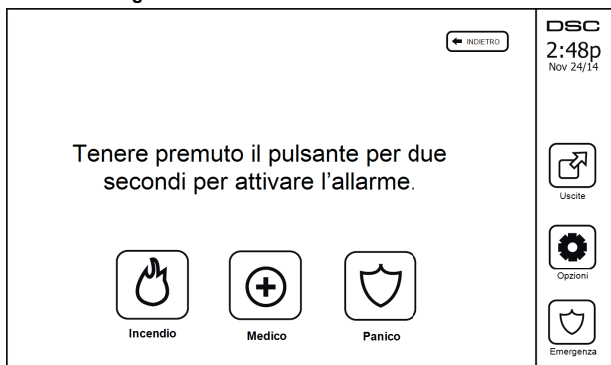 INDIETRO
DSC
2:48p
Nov 24/14
Tenere premuto il pulsante per due
secondi per attivare l'allarme.
Uscite
Opzioni
Incendio
Medico
Panico
Emergenza